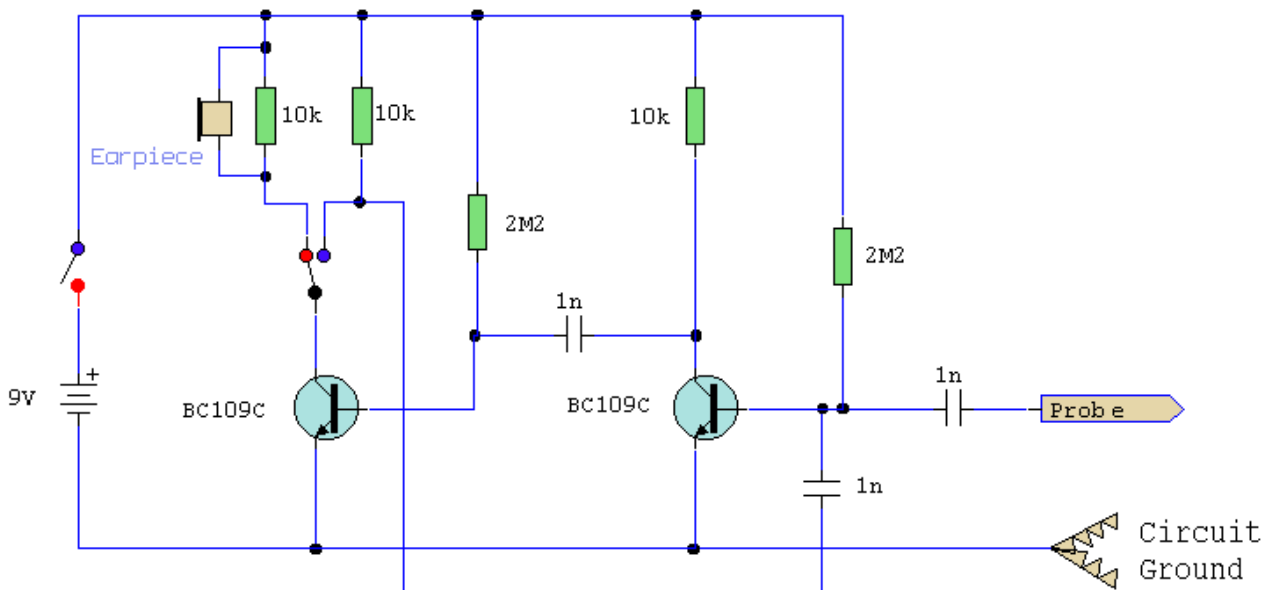 10k
10k
10k
Earpiece
2M2
2M2
1n
9V
+
BC109C
BC109C
1n
Probe
1n
Circuit
Ground